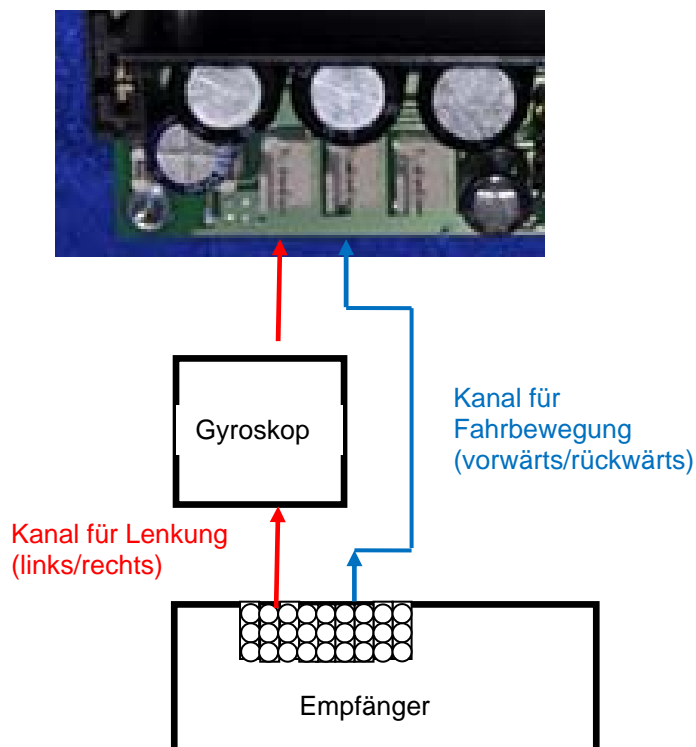 Gyroskop
Kanal für
Fahrbewegung
(vorwärts/rückwärts)
Kanal für Lenkung
(links/rechts)
Empfänger